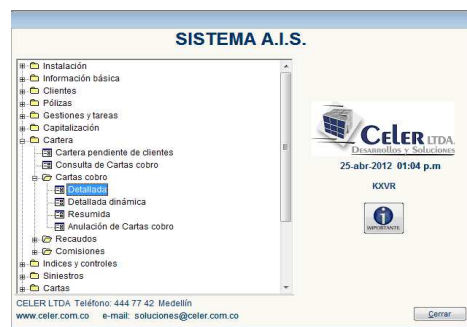 SISTEMA A.I.S.
Instalación
Información básica
Clientes
Pólizas
Gestiones y tareas
Capitalización
Cartera
Cartera pendiente de clientes
Consulta de Cartas cobro
Cartas cobro
Detallada
Detallada dinámica
Resumida
Anulación de Cartas cobro
Recaudos
Comisiones
Indices y controles
Siniestros
Cartas
CELER LTDA.
DESARROLLOS Y SOLUCIONES
25-abr-2012 01:04 p.m
KXVR
IMPORTANTE
CELER LTDA Teléfono: 444 77 42 Medellín
www.celer.com.co e-mail: soluciones@celer.com.co
Cerrar